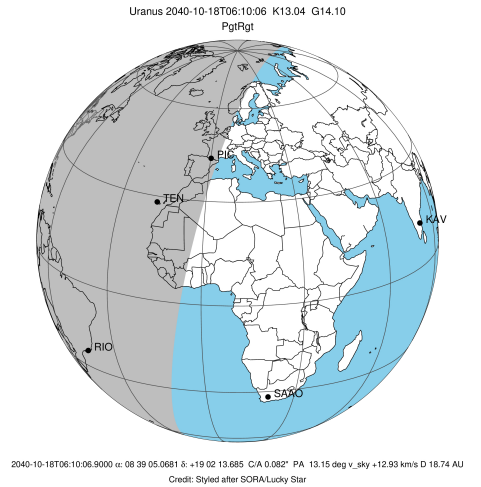 Uranus 2040-10-18T06:10:06 K13.04 G14.10
PgtRgt
PIC
TEN
KAV
RIO
SAAO
2040-10-18T06:10:06.9000 α: 08 39 05.0681 δ: +19 02 13.685 C/A 0.082" PA 13.15 deg v_sky +12.93 km/s D 18.74 AU
Credit: Styled after SORA/Lucky Star